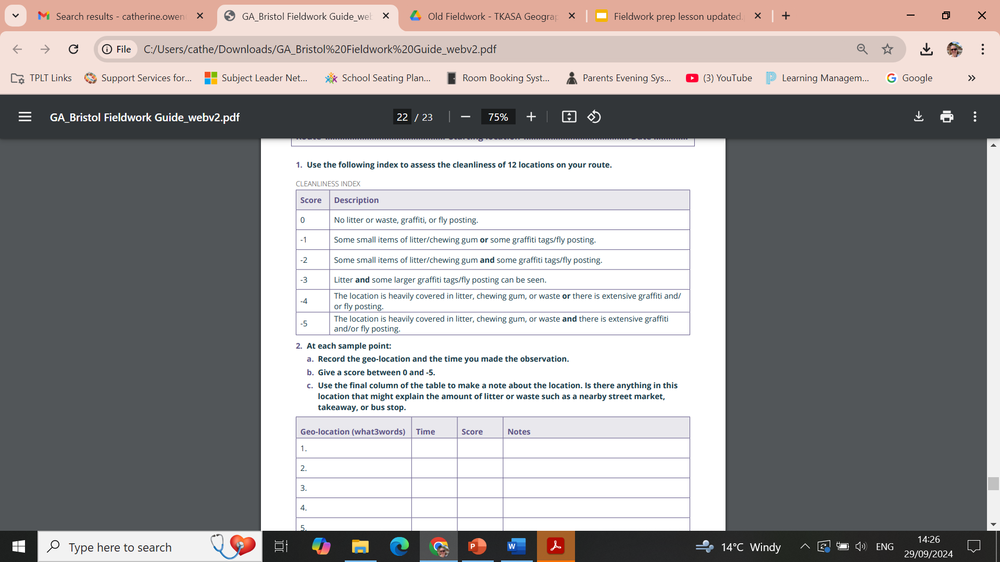 Search results - catherine.owen
GA_Bristol Fieldwork Guide_web
Old Fieldwork - TKASA Geograp
Fieldwork prep lesson updated.
File
C:/Users/cathe/Downloads/GA_Bristol%20Fieldwork%20Guide_webv2.pdf
TPLT Links
Support Services for...
Subject Leader Net...
School Seating Plan...
Room Booking Syst...
Parents Evening Sys...
(3) YouTube
Learning Managem...
Google
GA_Bristol Fieldwork Guide_webv2.pdf
22 / 23
75%
1. Use the following index to assess the cleanliness of 12 locations on your route.
CLEANLINESS INDEX
Score Description
0 No litter or waste, graffiti, or fly posting.
-1 Some small items of litter/chewing gum or some graffiti tags/fly posting.
-2 Some small items of litter/chewing gum and some graffiti tags/fly posting.
-3 Litter and some larger graffiti tags/fly posting can be seen.
-4 The location is heavily covered in litter, chewing gum, or waste or there is extensive graffiti and/
or fly posting.
-5 The location is heavily covered in litter, chewing gum, or waste and there is extensive graffiti
and/or fly posting.
2. At each sample point:
a. Record the geo-location and the time you made the observation.
b. Give a score between 0 and -5.
c. Use the final column of the table to make a note about the location. Is there anything in this
location that might explain the amount of litter or waste such as a nearby street market,
takeaway, or bus stop.
Geo-location (what3words) Time Score Notes
1.
2.
3.
4.
5.
Type here to search
14°C Windy
ENG
14:26
29/09/2024